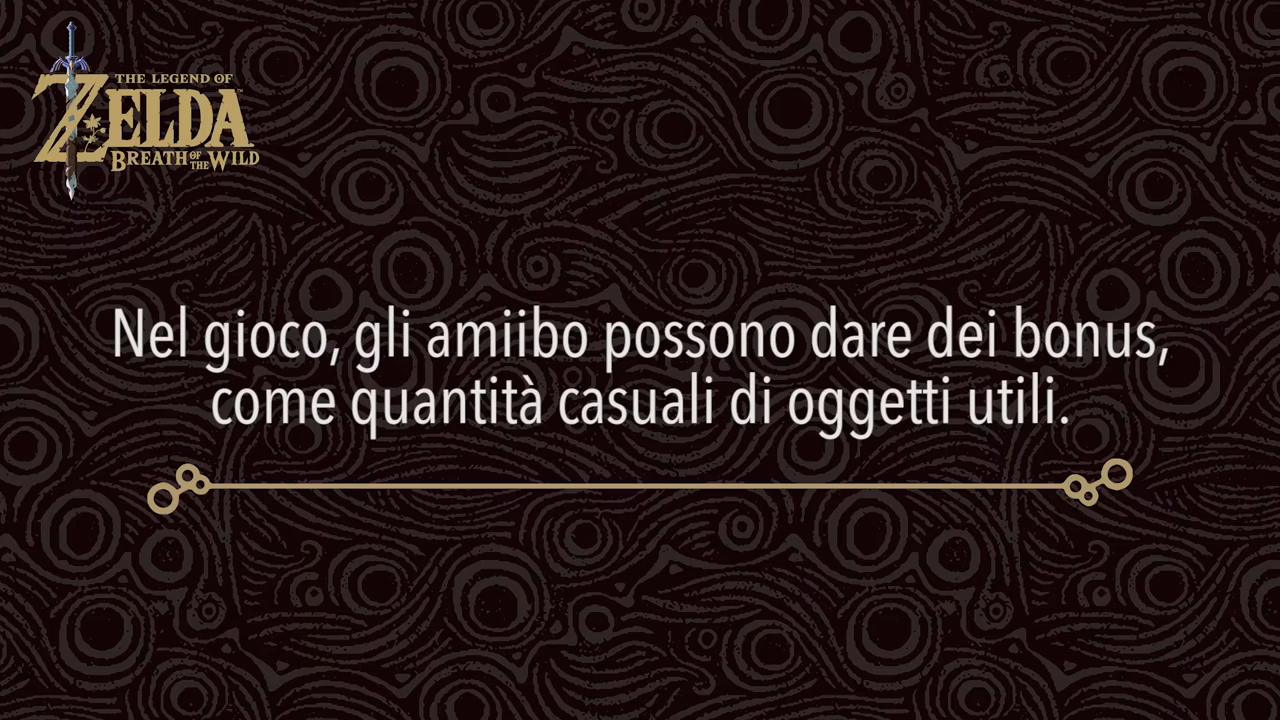 THE LEGEND OF
ZELDA
BREATH OF THE WILD
Nel gioco, gli amiibo possono dare dei bonus,
come quantità casuali di oggetti utili.